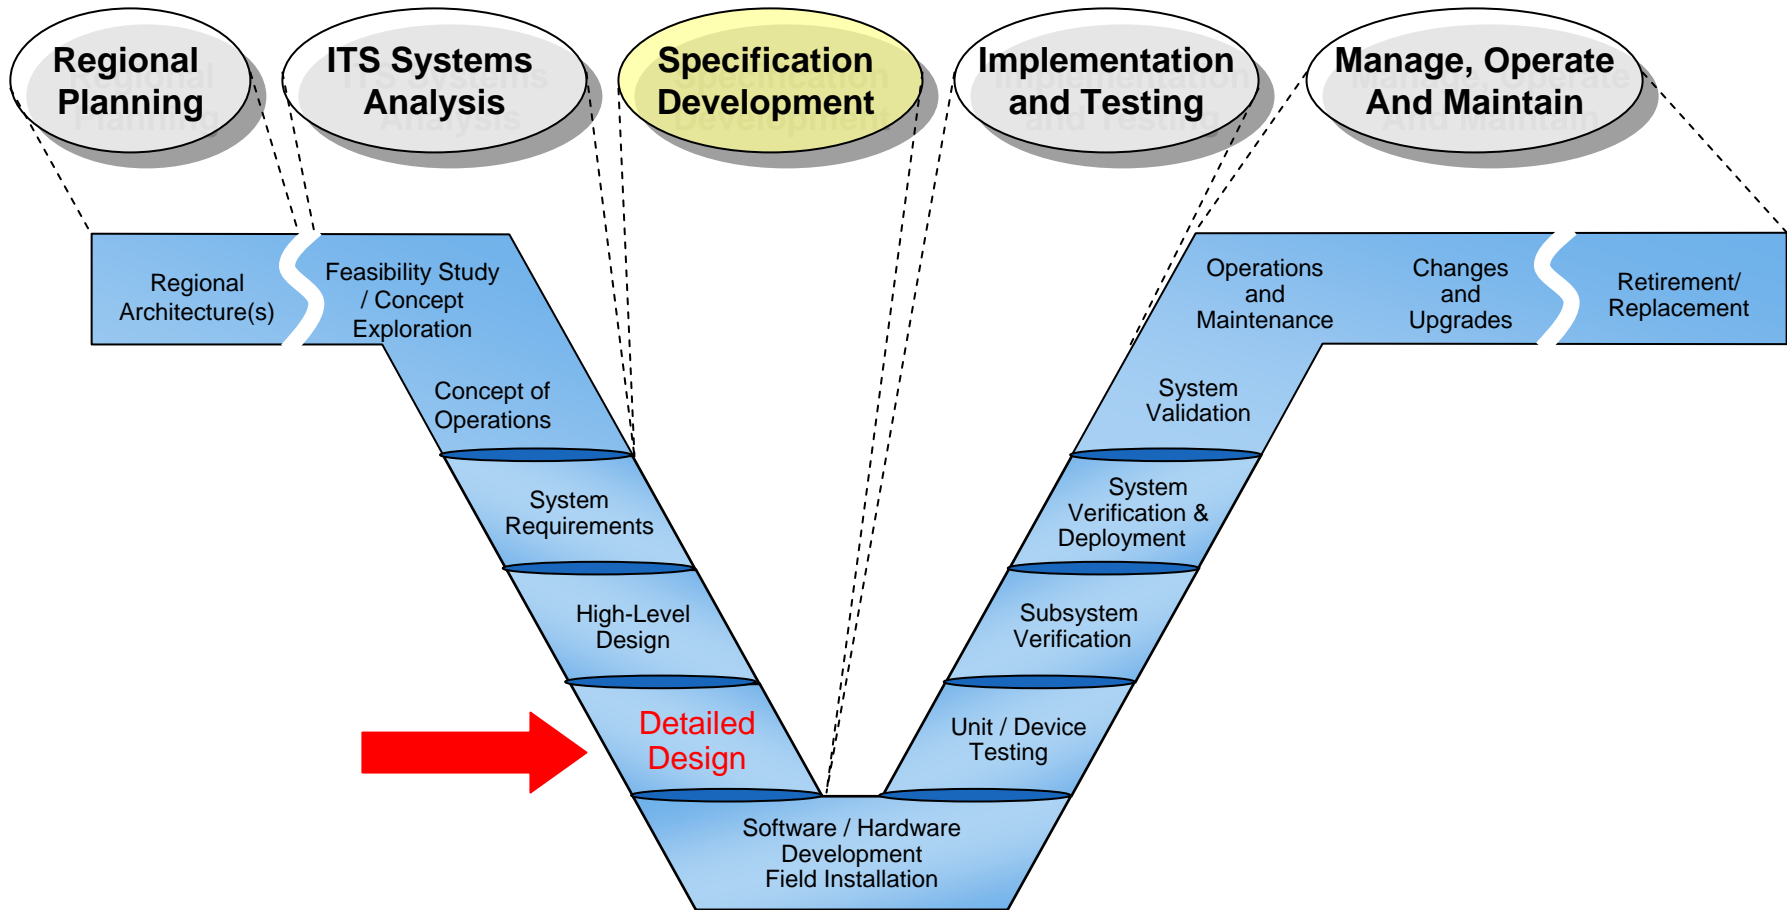 Regional
Planning
ITS Systems
Analysis
Specification
Development
Implementation
and Testing
Manage, Operate
And Maintain
Regional
Architecture(s)
Feasibility Study
/ Concept
Exploration
Concept of
Operations
System
Requirements
High-Level
Design
Detailed
Design
Software / Hardware
Development
Field Installation
Unit / Device
Testing
Subsystem
Verification
System
Verification &
Deployment
System
Validation
Operations
and
Maintenance
Changes
and
Upgrades
Retirement/
Replacement